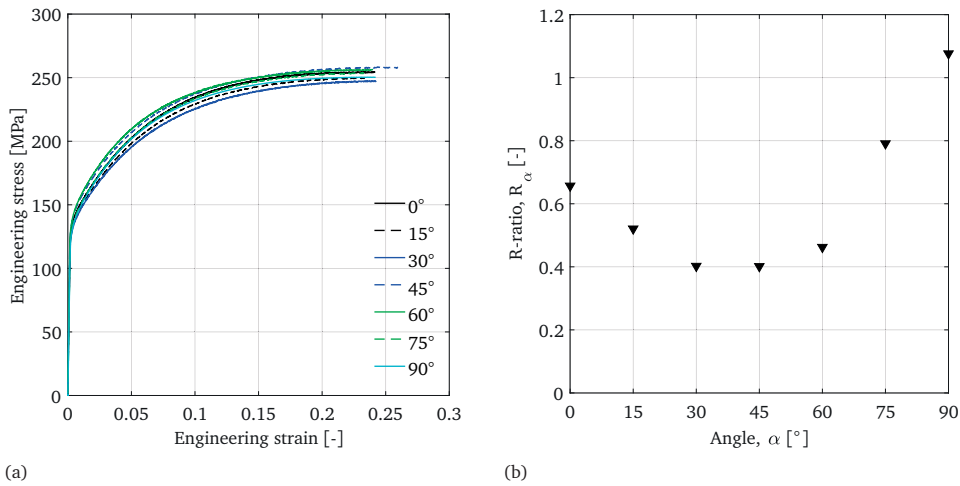 300
250
200
150
100
50
0
0 0.05 0.1 0.15 0.2 0.25 0.3
Engineering stress [MPa]
Engineering strain [-]
0°
15°
30°
45°
60°
75°
90°
(a)
1.2
1
0.8
0.6
0.4
0.2
0
0 15 30 45 60 75 90
R-ratio, R_α [-]
Angle, α [°]
(b)